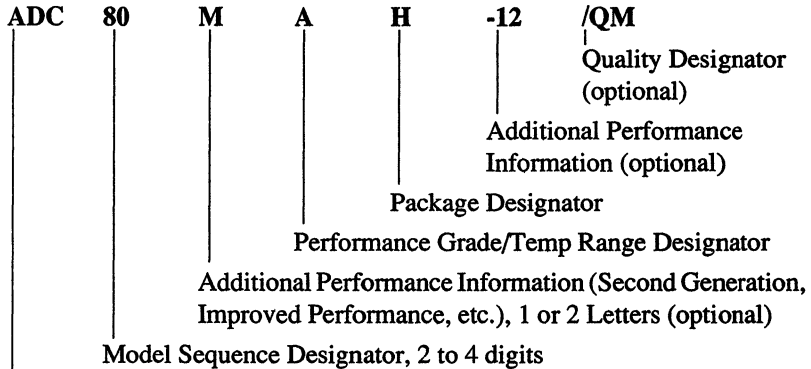 ADC 80 M A H -12 /QM
Quality Designator
(optional)
Additional Performance
Information (optional)
Package Designator
Performance Grade/Temp Range Designator
Additional Performance Information (Second Generation,
Improved Performance, etc.), 1 or 2 Letters (optional)
Model Sequence Designator, 2 to 4 digits